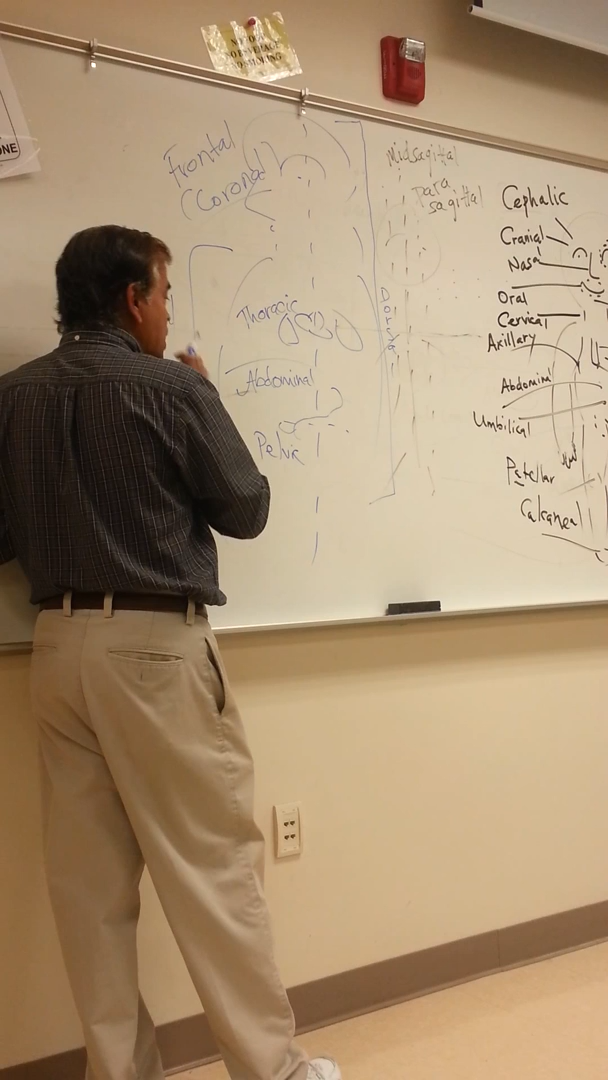 ONE
Frontal
(Coronal)
Thoracic
Abdominal
Pelvic
Dorsal
Midsagittal
para
sagittal
Cephalic
Cranial
Nasal
Oral
Cervical
Axillary
Abdominal
Umbilical
Patellar
Calcaneal